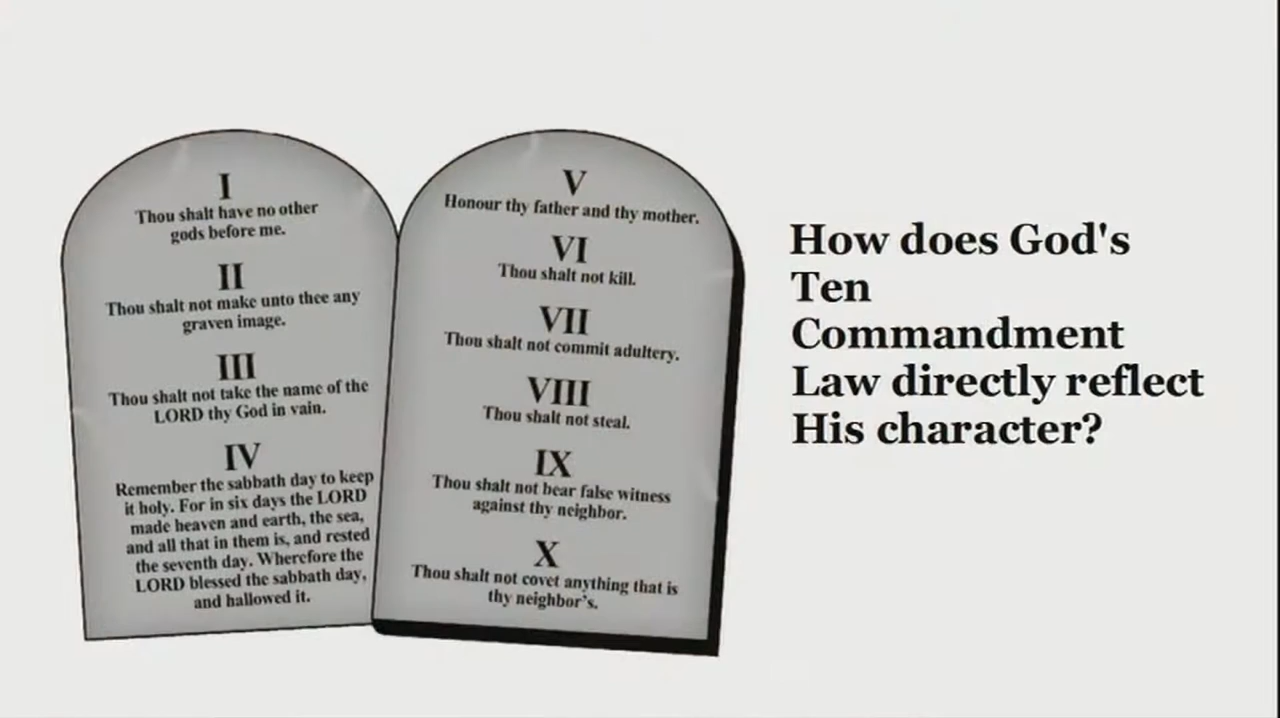 I
Thou shalt have no other
gods before me.
II
Thou shalt not make unto thee any
graven image.
III
Thou shalt not take the name of the
LORD thy God in vain.
IV
Remember the sabbath day to keep
it holy. For in six days the LORD
made heaven and earth, the sea,
and all that in them is, and rested
the seventh day. Wherefore the
LORD blessed the sabbath day,
and hallowed it.
V
Honour thy father and thy mother.
VI
Thou shalt not kill.
VII
Thou shalt not commit adultery.
VIII
Thou shalt not steal.
IX
Thou shalt not bear false witness
against thy neighbor.
X
Thou shalt not covet anything that is
thy neighbor's.
How does God's
Ten
Commandment
Law directly reflect
His character?